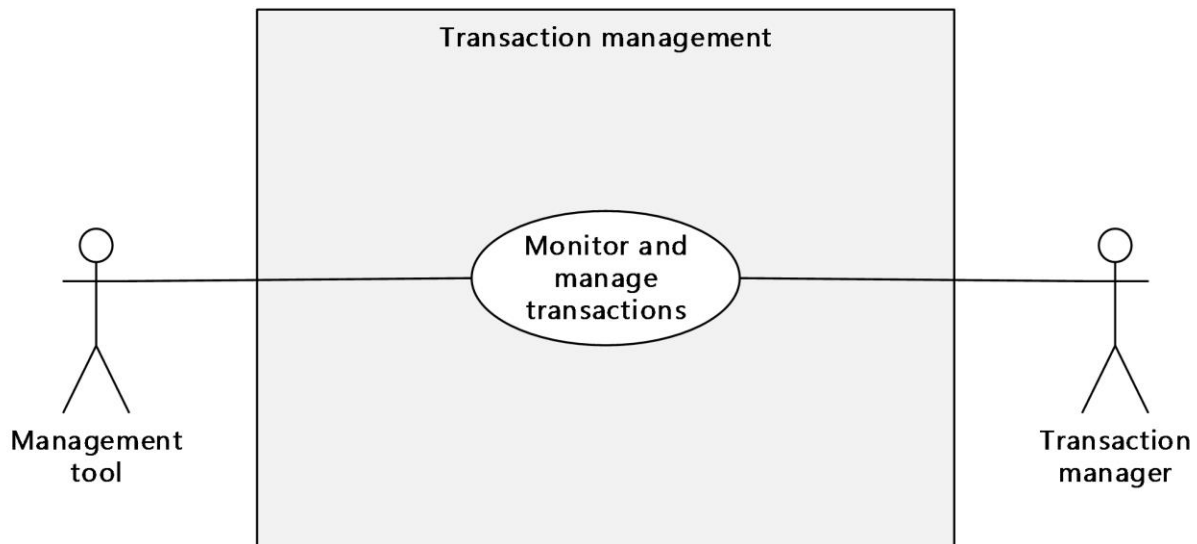 Transaction management
Monitor and
manage
transactions
Management
tool
Transaction
manager